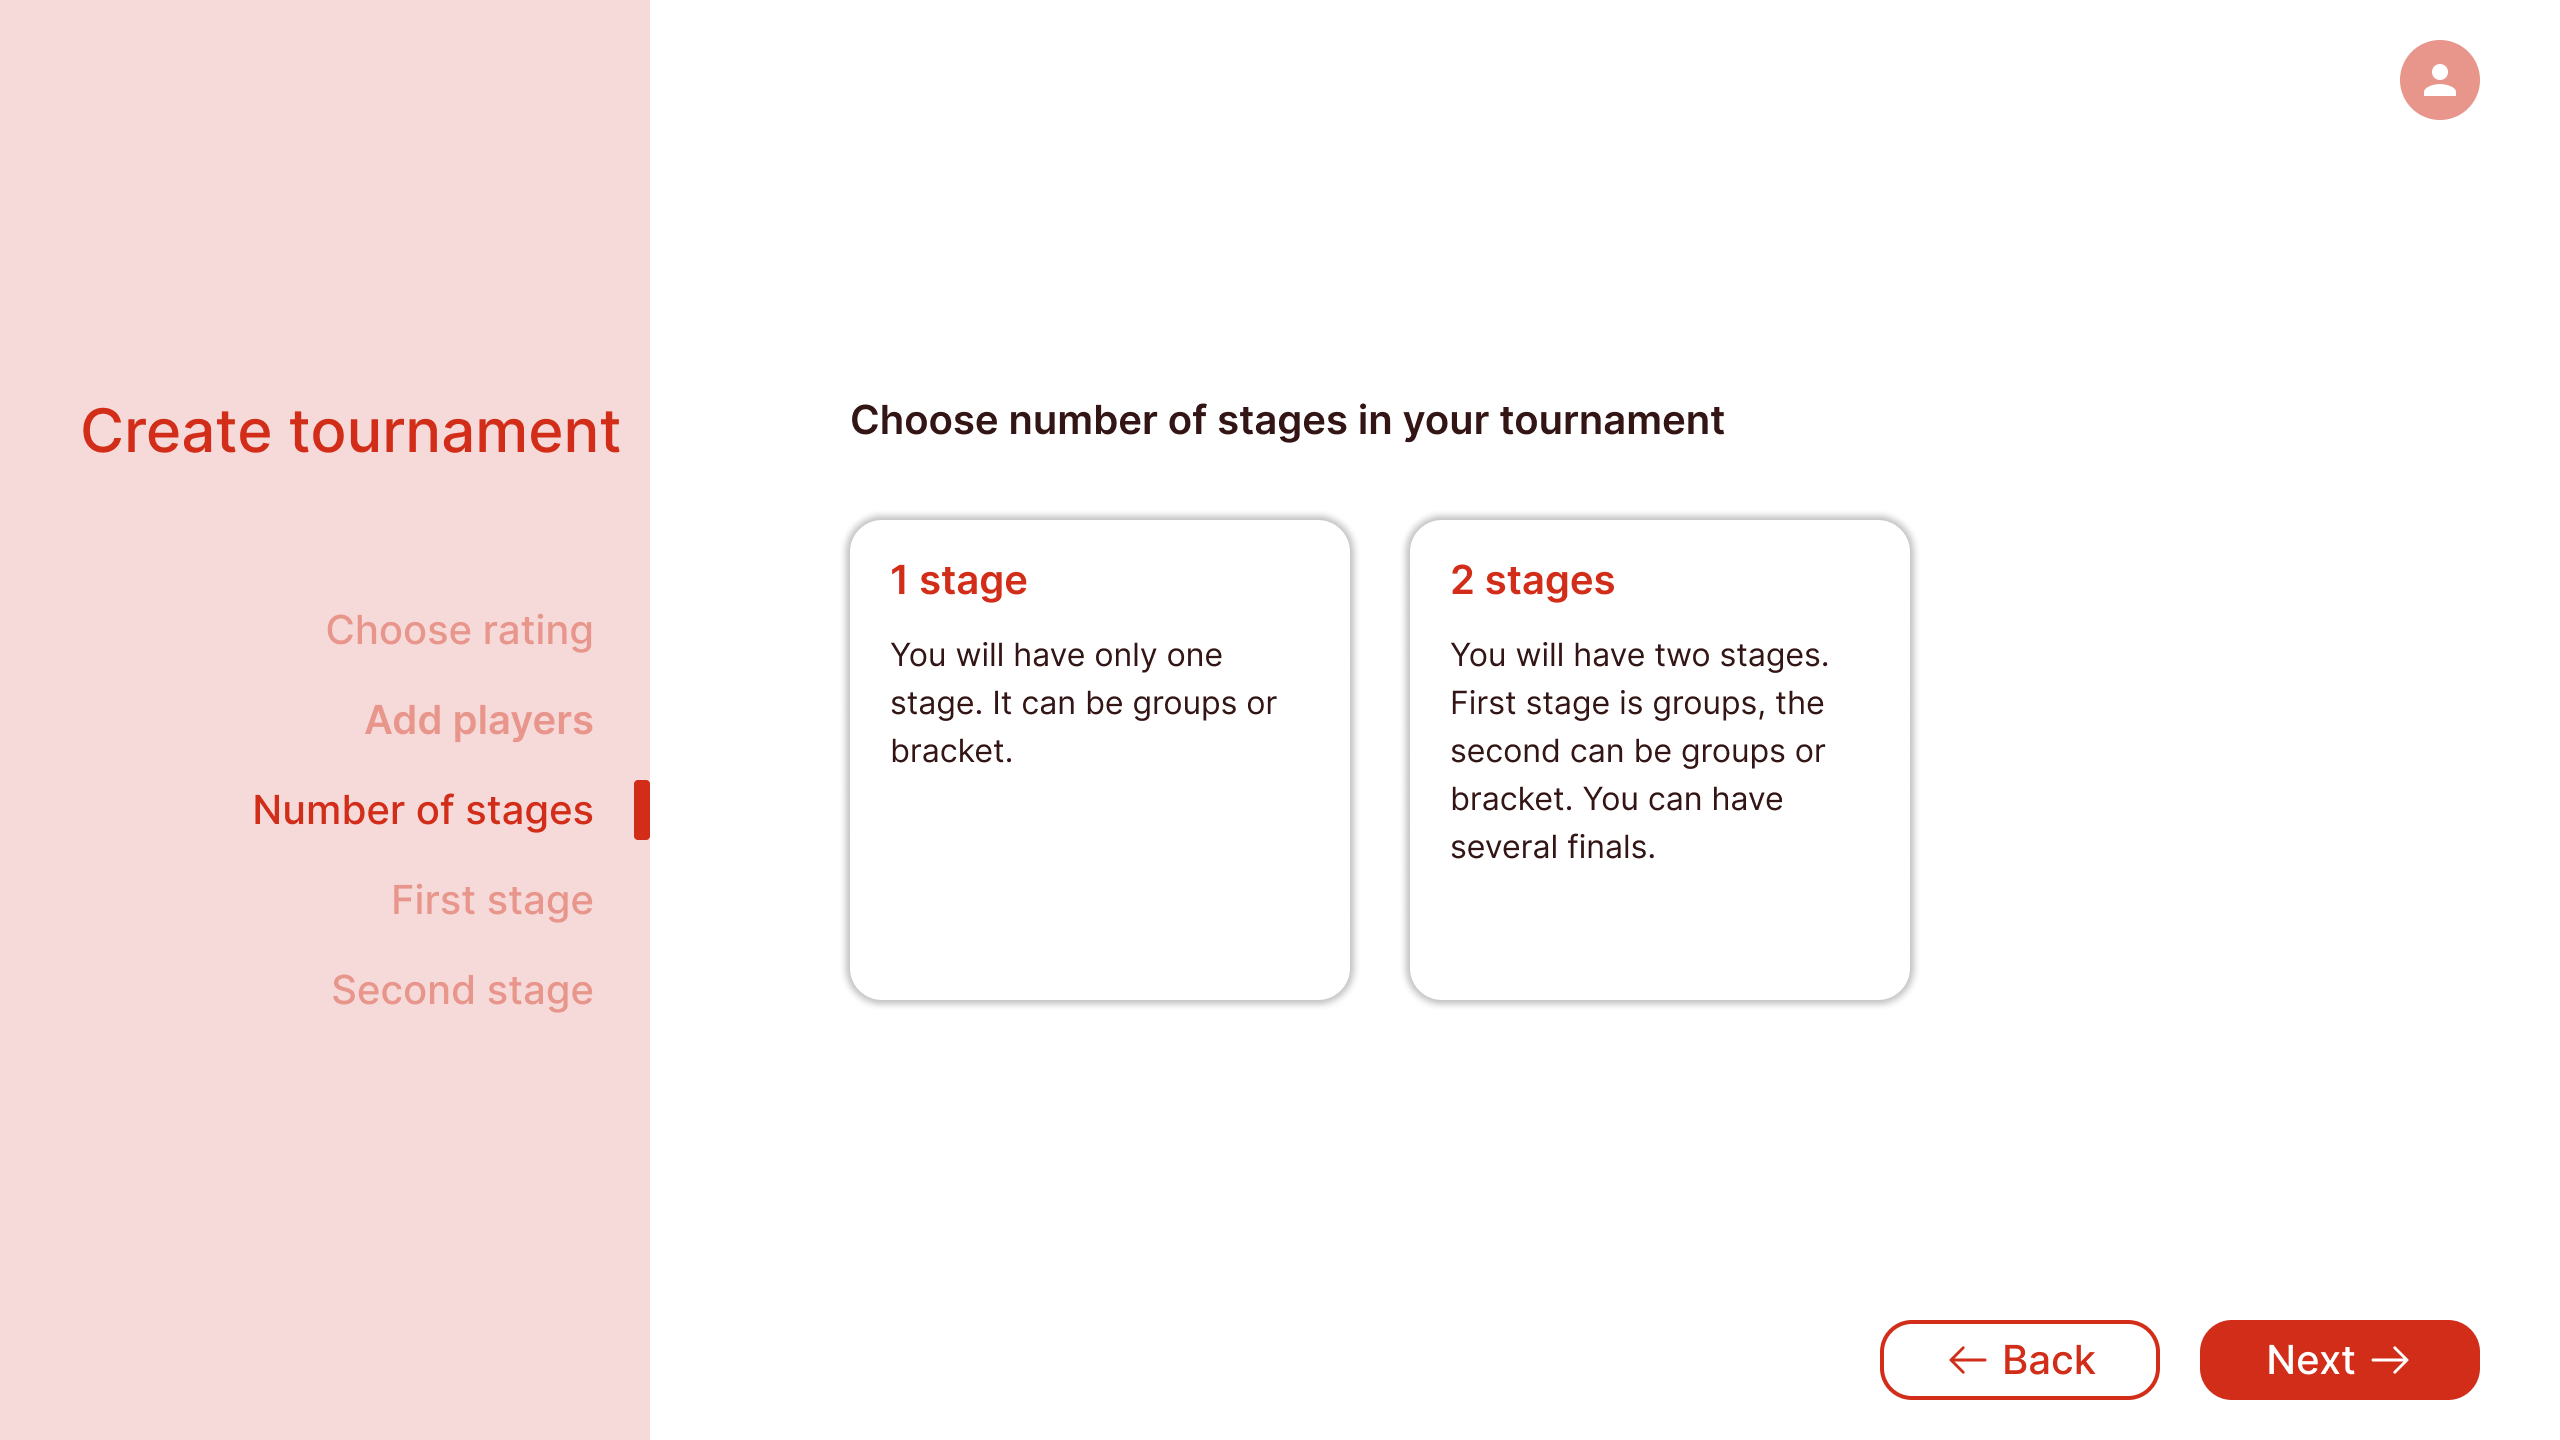 Create tournament
Choose rating
Add players
Number of stages
First stage
Second stage
Choose number of stages in your tournament
1 stage
You will have only one
stage. It can be groups or
bracket.
2 stages
You will have two stages.
First stage is groups, the
second can be groups or
bracket. You can have
several finals.
Back
Next